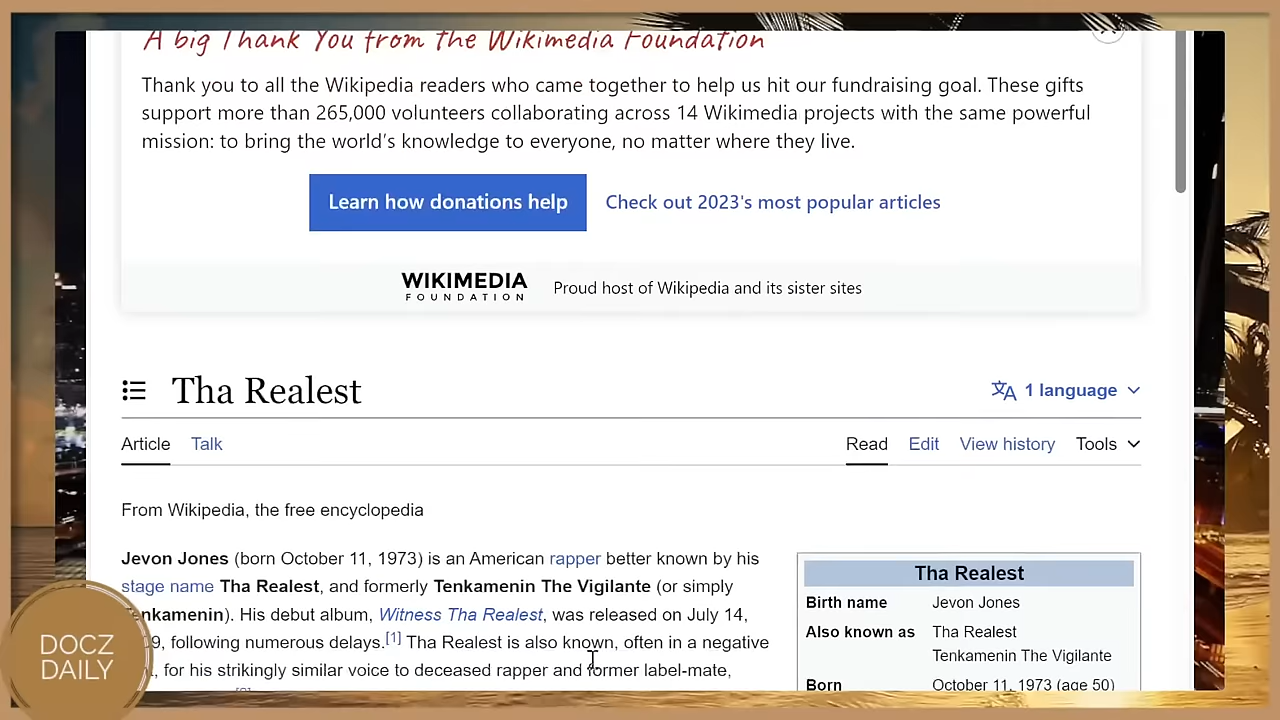 A big Thank You from the Wikimedia Foundation
Thank you to all the Wikipedia readers who came together to help us hit our fundraising goal. These gifts
support more than 265,000 volunteers collaborating across 14 Wikimedia projects with the same powerful
mission: to bring the world's knowledge to everyone, no matter where they live.
Learn how donations help
Check out 2023's most popular articles
WIKIMEDIA
FOUNDATION
Proud host of Wikipedia and its sister sites
Tha Realest
1 language
Article Talk
Read Edit View history Tools
From Wikipedia, the free encyclopedia
Jevon Jones (born October 11, 1973) is an American rapper better known by his
stage name Tha Realest, and formerly Tenkamenin The Vigilante (or simply
enkamenin). His debut album, Witness Tha Realest, was released on July 14,
9, following numerous delays.[1] Tha Realest is also known, often in a negative
, for his strikingly similar voice to deceased rapper and former label-mate,
Tha Realest
Birth name Jevon Jones
Also known as Tha Realest
Tenkamenin The Vigilante
Born October 11, 1973 (age 50)
DOCZ
DAILY